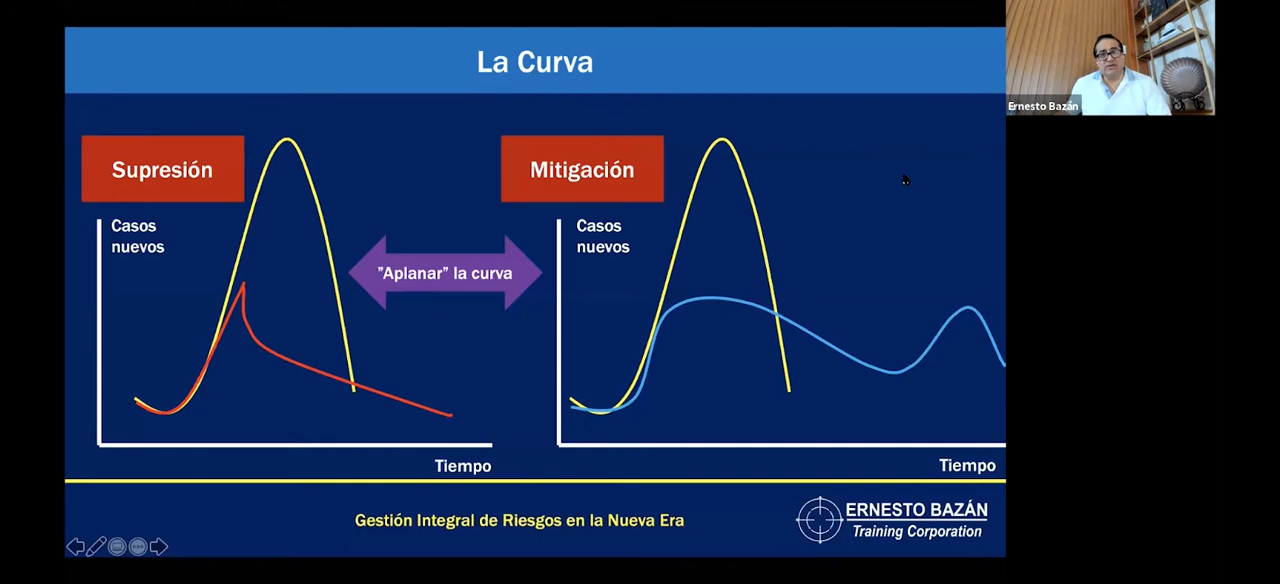 La Curva
Ernesto Bazán
Supresión
Mitigación
Casos
nuevos
Casos
nuevos
"Aplanar" la curva
Tiempo
Tiempo
Gestión Integral de Riesgos en la Nueva Era
ERNESTO BAZÁN
Training Corporation